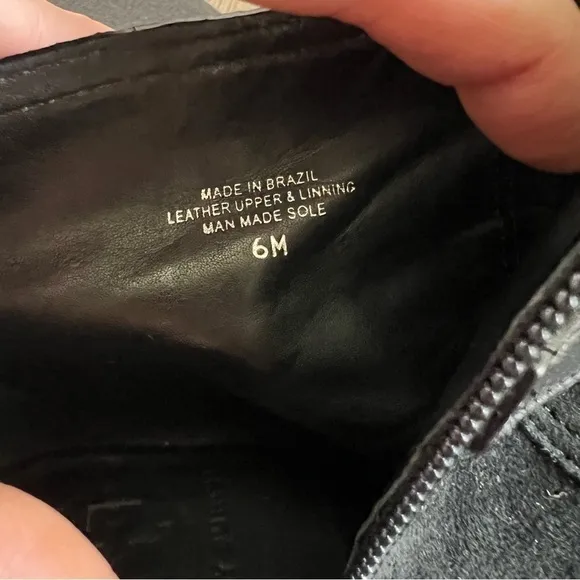 MADE IN BRAZIL
LEATHER UPPER & LINNING
MAN MADE SOLE
6M